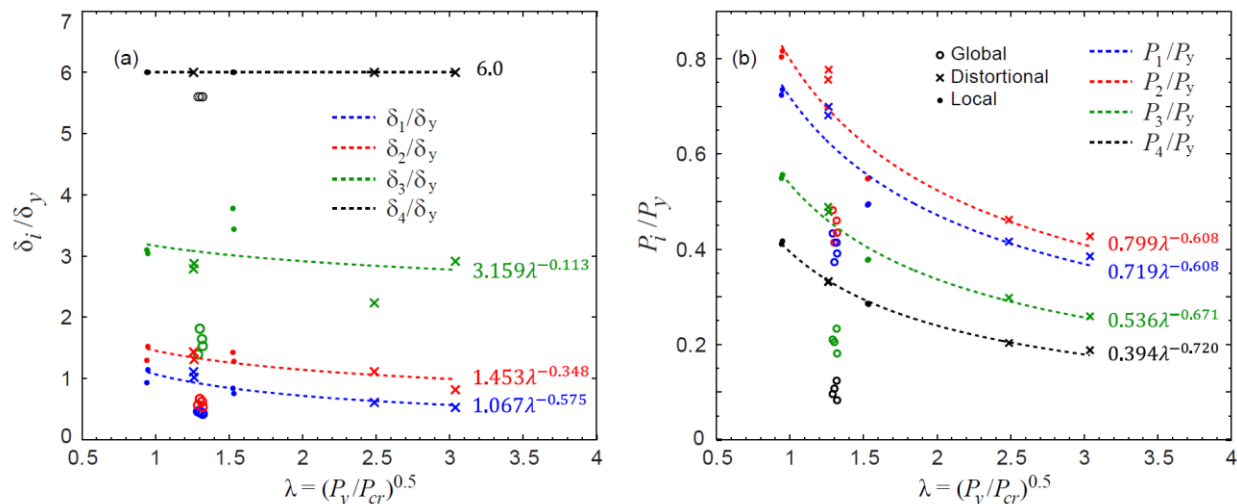 (a)
7
6
5
4
3
2
1
0
δi/δy
6.0
δ₁/δy
δ₂/δy
δ₃/δy
δ₄/δy
3.159λ⁻⁰·¹¹³
1.453λ⁻⁰·³⁴⁸
1.067λ⁻⁰·⁵⁷⁵
0.5 1 1.5 2 2.5 3 3.5 4
λ = (Py/Pcr)⁰·⁵
(b)
0.8
0.6
0.4
0.2
0
Pi/Py
Global
Distortional
Local
P₁/Py
P₂/Py
P₃/Py
P₄/Py
0.799λ⁻⁰·⁶⁰⁸
0.719λ⁻⁰·⁶⁰⁸
0.536λ⁻⁰·⁶⁷¹
0.394λ⁻⁰·⁷²⁰
0.5 1 1.5 2 2.5 3 3.5 4
λ = (Py/Pcr)⁰·⁵